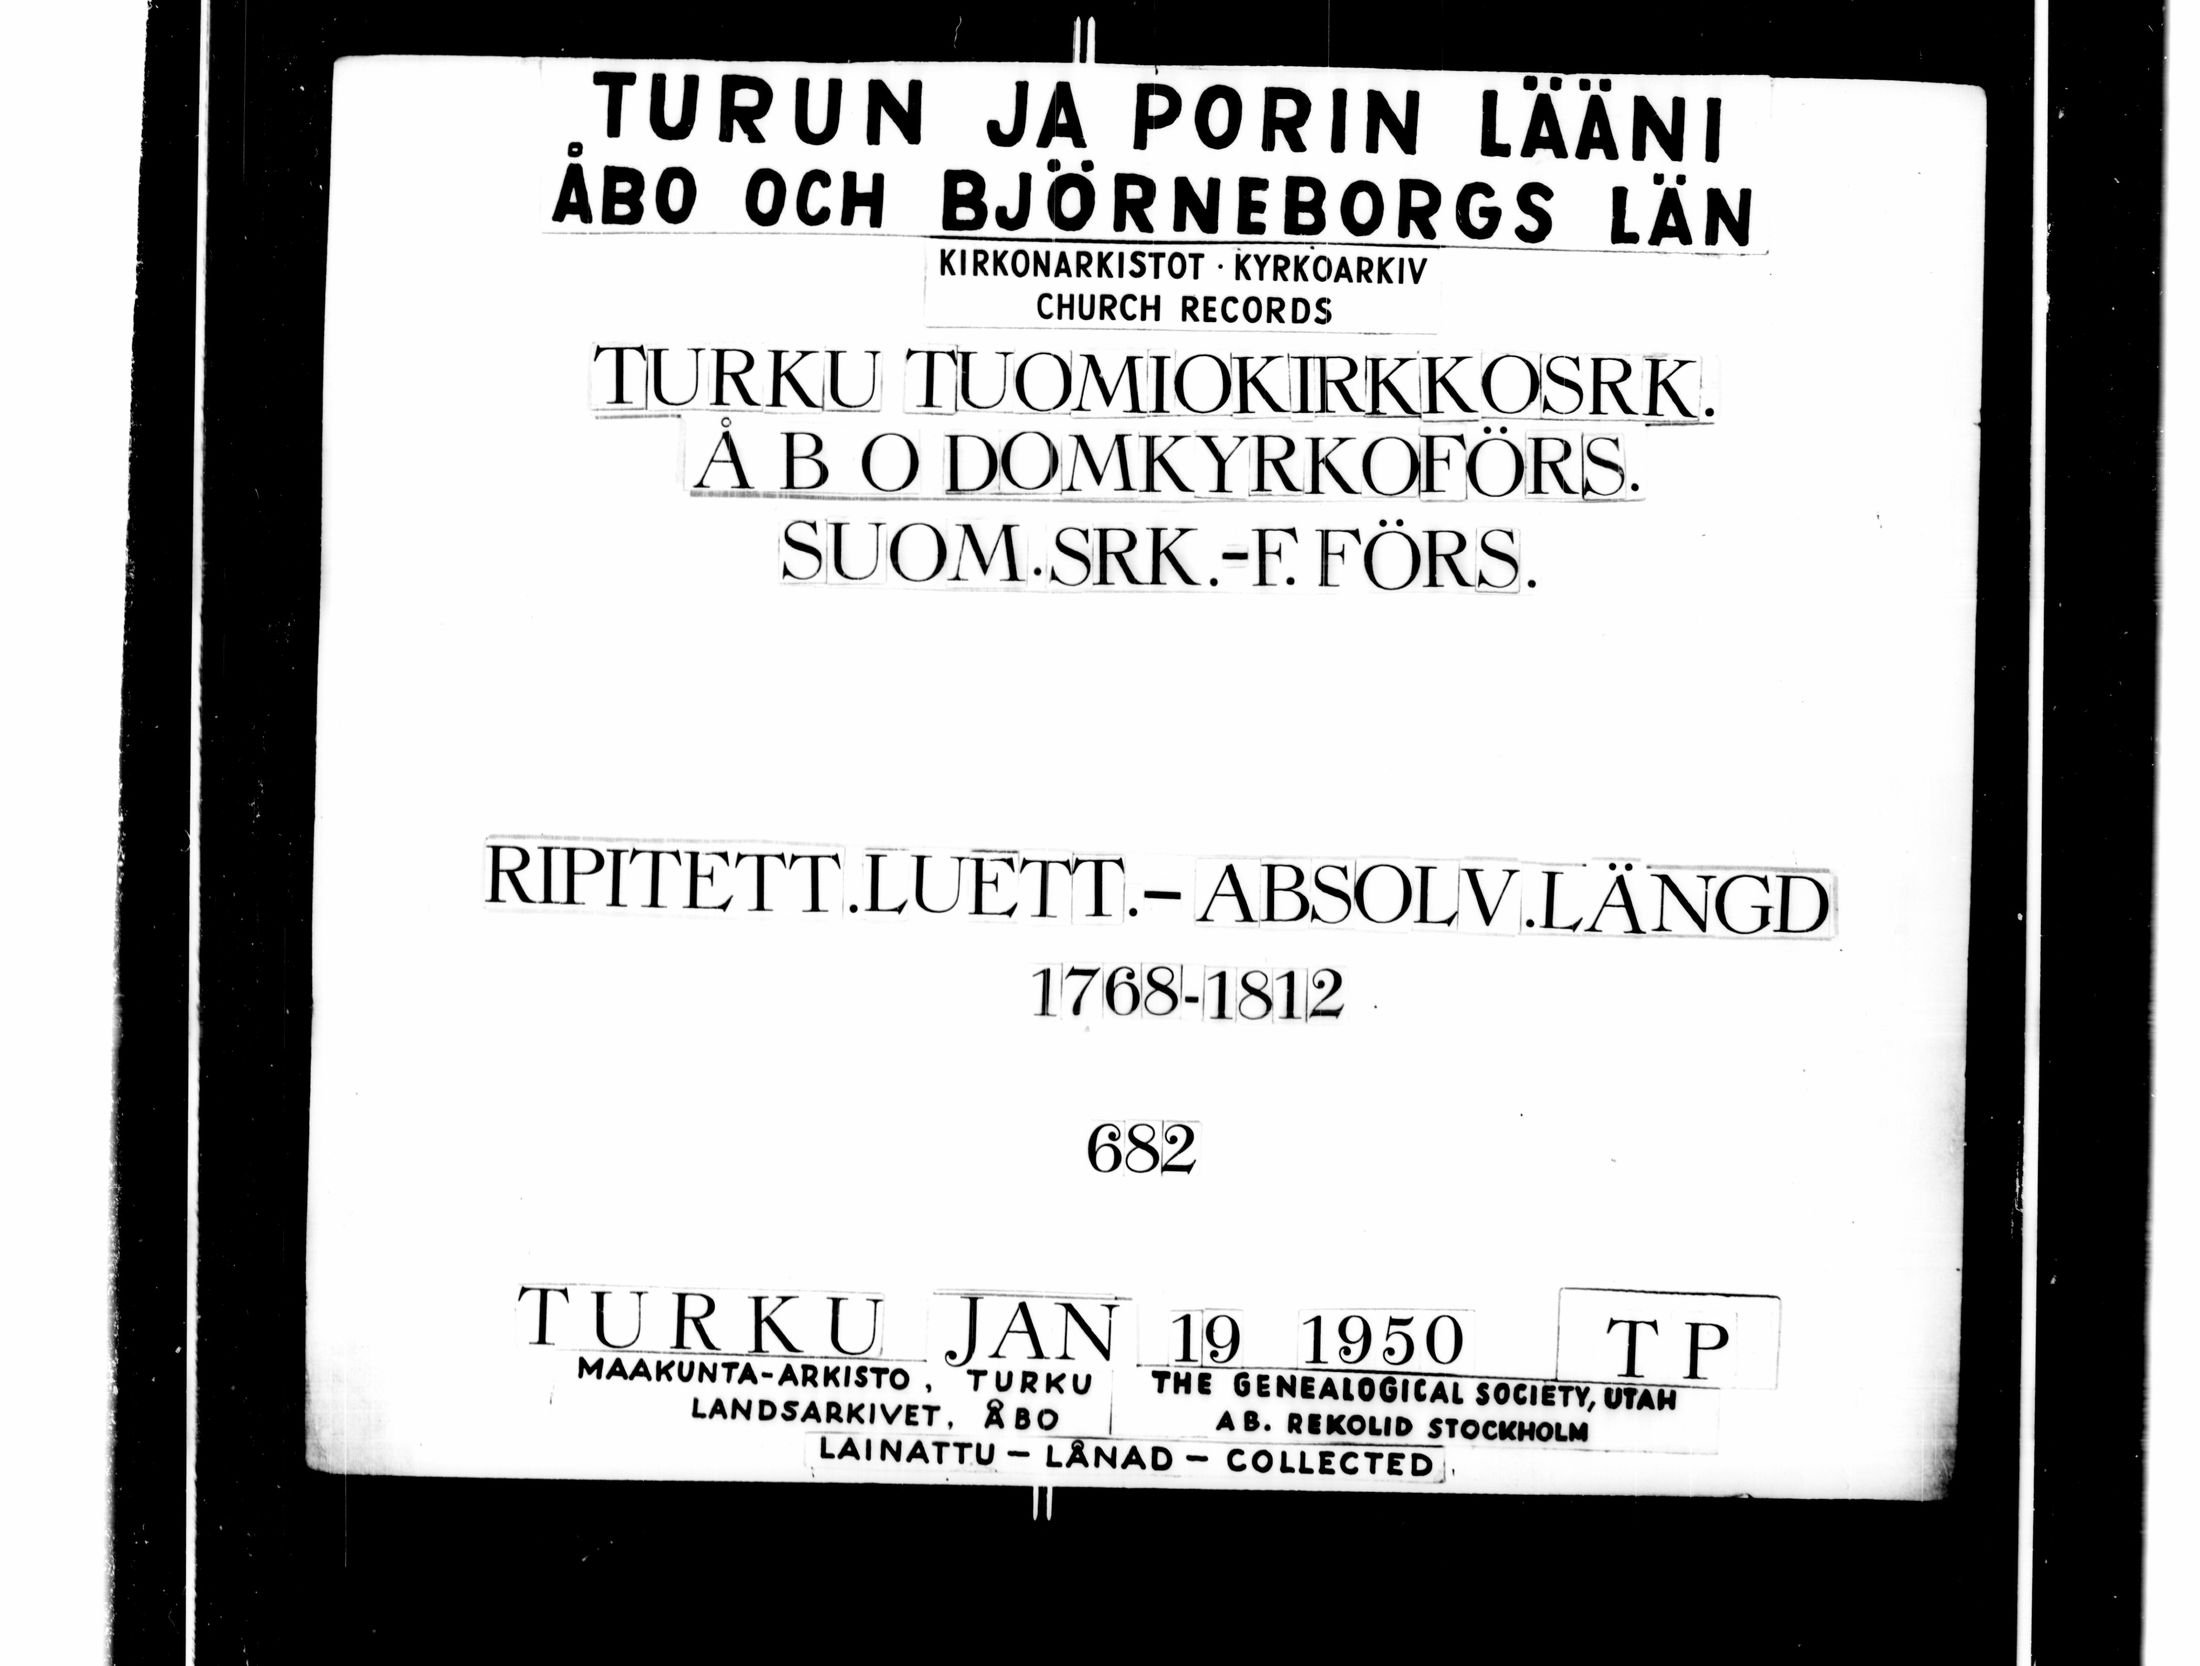 TURUN JA PORIN LÄÄNI
ÅBO OCH BJÖRNEBORGS LÄN
KIRKONARKISTOT · KYRKOARKIV
CHURCH RECORDS
TURKU TUOMIOKIRKKOSRK.
ÅBO DOMKYRKOFÖRS.
SUOM.SRK.-F. FÖRS.
RIPITETT.LUETT.- ABSOLV.LÄNGD
1768-1812
682
TURKU JAN 19 1950 TP
MAAKUNTA-ARKISTO, TURKU
LANDSARKIVET, ÅBO
THE GENEALOGICAL SOCIETY, UTAH
AB. REKOLID STOCKHOLM
LAINATTU - LÅNAD - COLLECTED